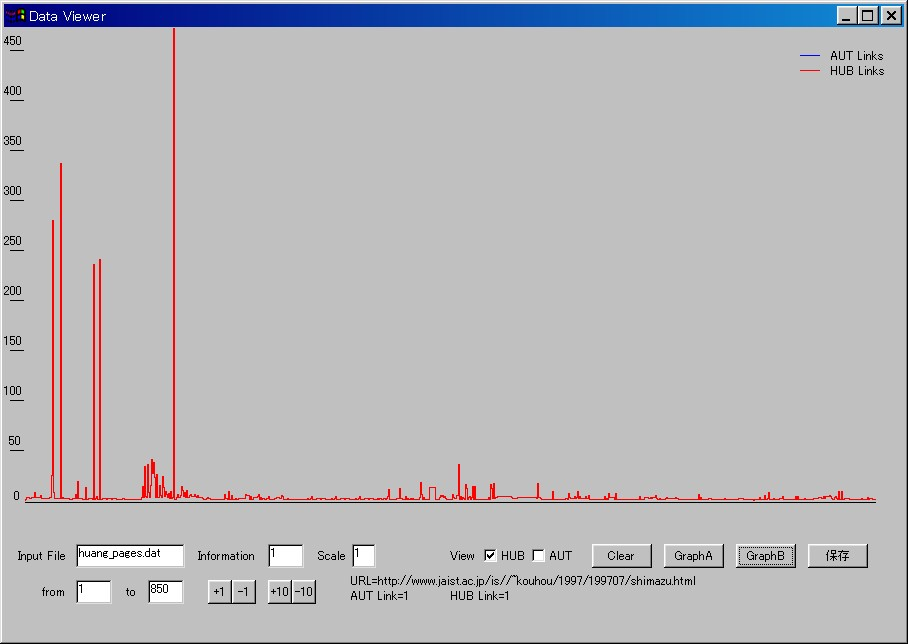 Data Viewer
450
AUT Links
HUB Links
400
350
300
250
200
150
100
50
0
Input File huang_pages.dat Information 1 Scale 1 View HUB AUT Clear GraphA GraphB 保存
from 1 to 850 +1 -1 +10 -10
URL=http://www.jaist.ac.jp/is//~kouhou/1997/199707/shimazu.html
AUT Link=1 HUB Link=1